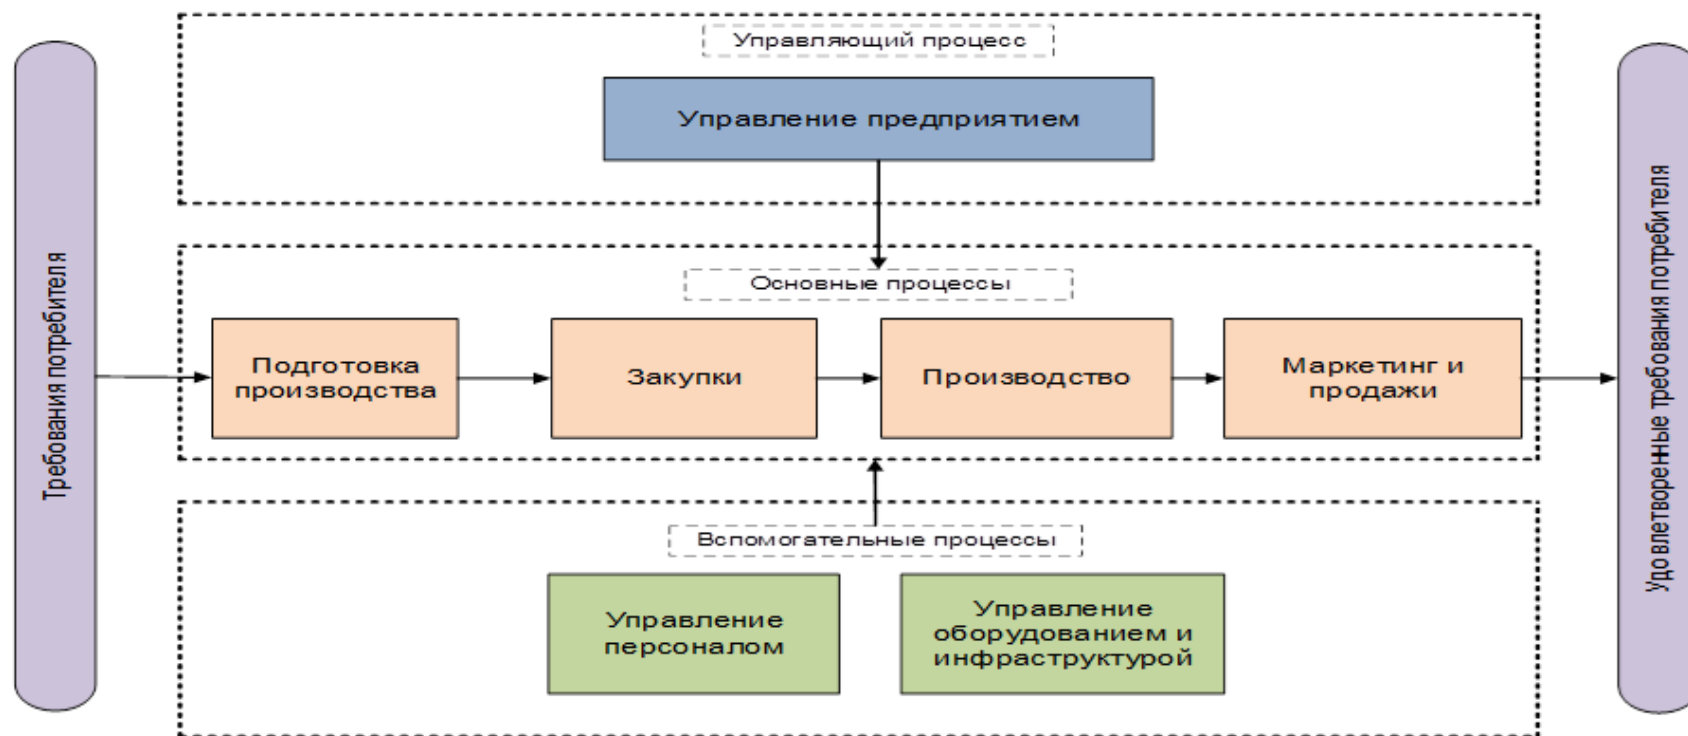 Управляющий процесс
Управление предприятием
Требования потребителя
Основные процессы
Подготовка
производства
Закупки
Производство
Маркетинг и
продажи
Удовлетворенные требования потребителя
Вспомогательные процессы
Управление
персоналом
Управление
оборудованием и
инфраструктурой